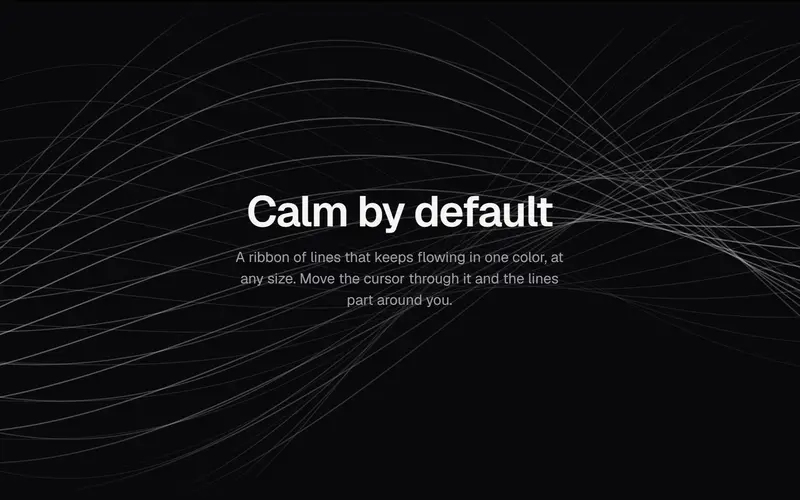 Calm by default
A ribbon of lines that keeps flowing in one color, at
any size. Move the cursor through it and the lines
part around you.